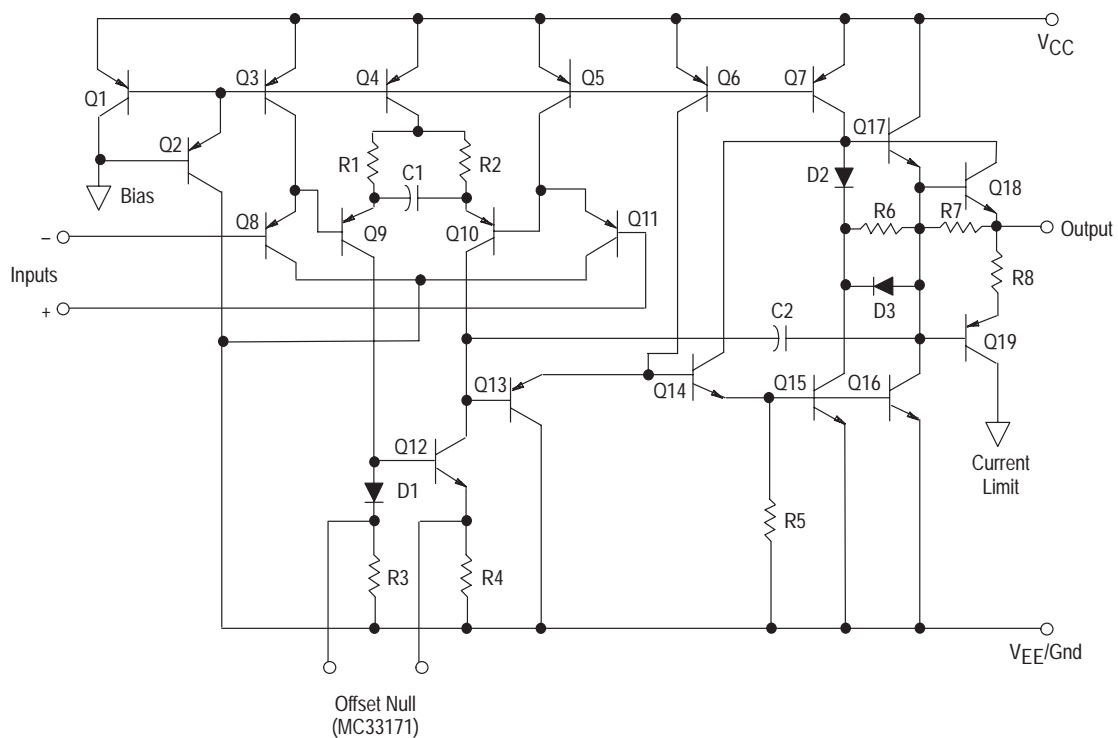 VCC
Q1
Q2
Q3
Q4
Q5
Q6
Q7
Q17
Q18
R1
C1
R2
D2
R6
R7
Output
Bias
Q8
Q9
Q10
Q11
–
Inputs
+
D3
R8
C2
Q19
Q13
Q14
Q15
Q16
Q12
D1
Current
Limit
R3
R4
R5
VEE/Gnd
Offset Null
(MC33171)